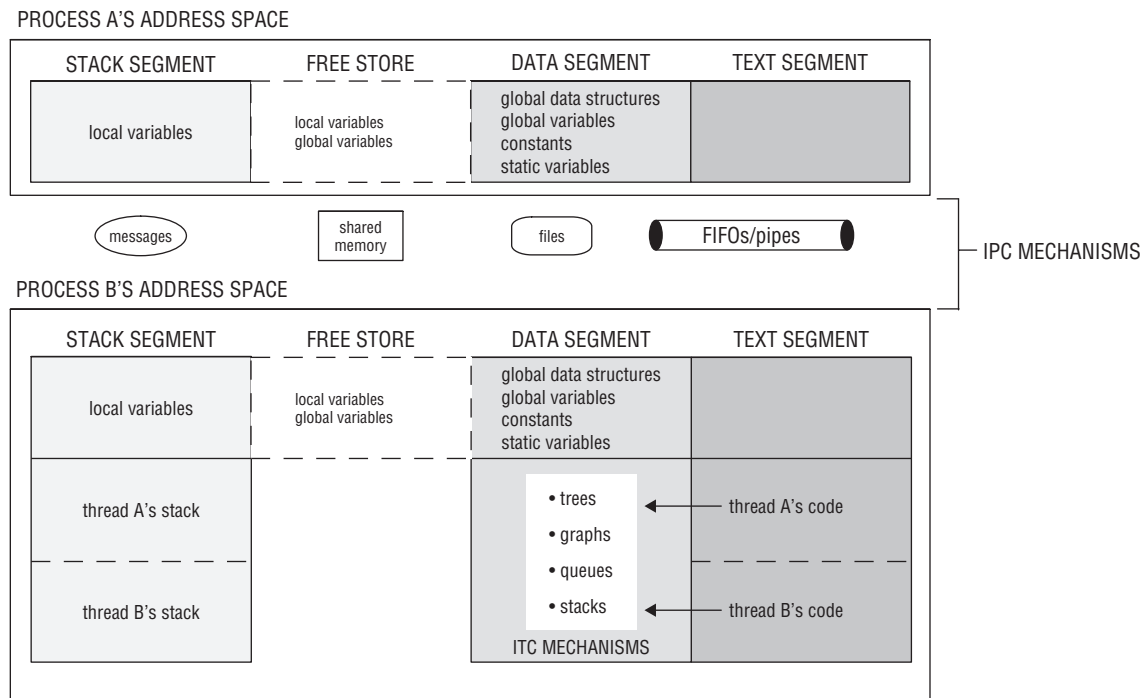 PROCESS A'S ADDRESS SPACE
STACK SEGMENT
FREE STORE
DATA SEGMENT
TEXT SEGMENT
local variables
local variables
global variables
global data structures
global variables
constants
static variables
messages
shared
memory
files
FIFOs/pipes
IPC MECHANISMS
PROCESS B'S ADDRESS SPACE
STACK SEGMENT
FREE STORE
DATA SEGMENT
TEXT SEGMENT
local variables
local variables
global variables
global data structures
global variables
constants
static variables
thread A's stack
• trees
• graphs
• queues
• stacks
thread A's code
thread B's stack
thread B's code
ITC MECHANISMS